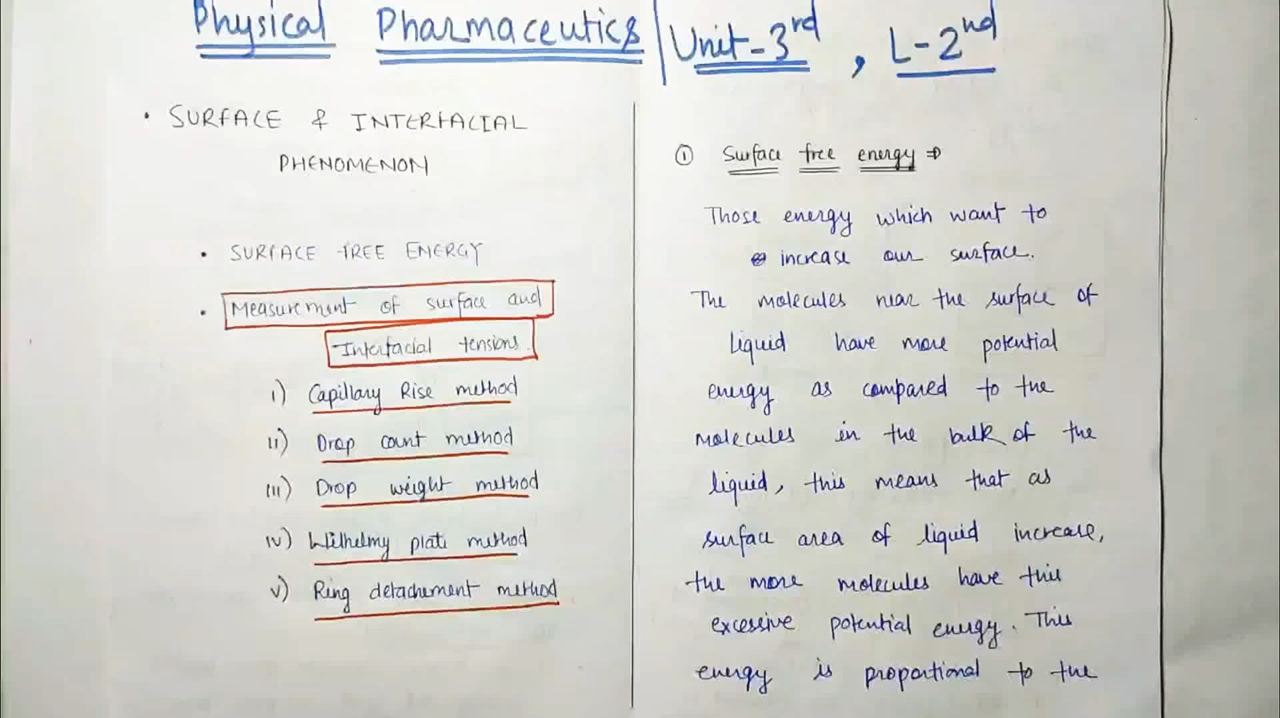 Physical Pharmaceutics / Unit-3rd, L-2nd
• SURFACE & INTERFACIAL
PHENOMENON
• SURFACE FREE ENERGY
• Measurement of surface and
Interfacial tensions.
i) Capillary Rise method
ii) Drop count method
iii) Drop weight method
iv) Wilhelmy plate method
v) Ring detachement method
① Surface free energy ⇒
Those energy which want to
increase our surface.
The molecules near the surface of
liquid have more potential
energy as compared to the
molecules in the bulk of the
liquid, this means that as
surface area of liquid increase,
the more molecules have this
excessive potential energy. This
energy is proportional to the